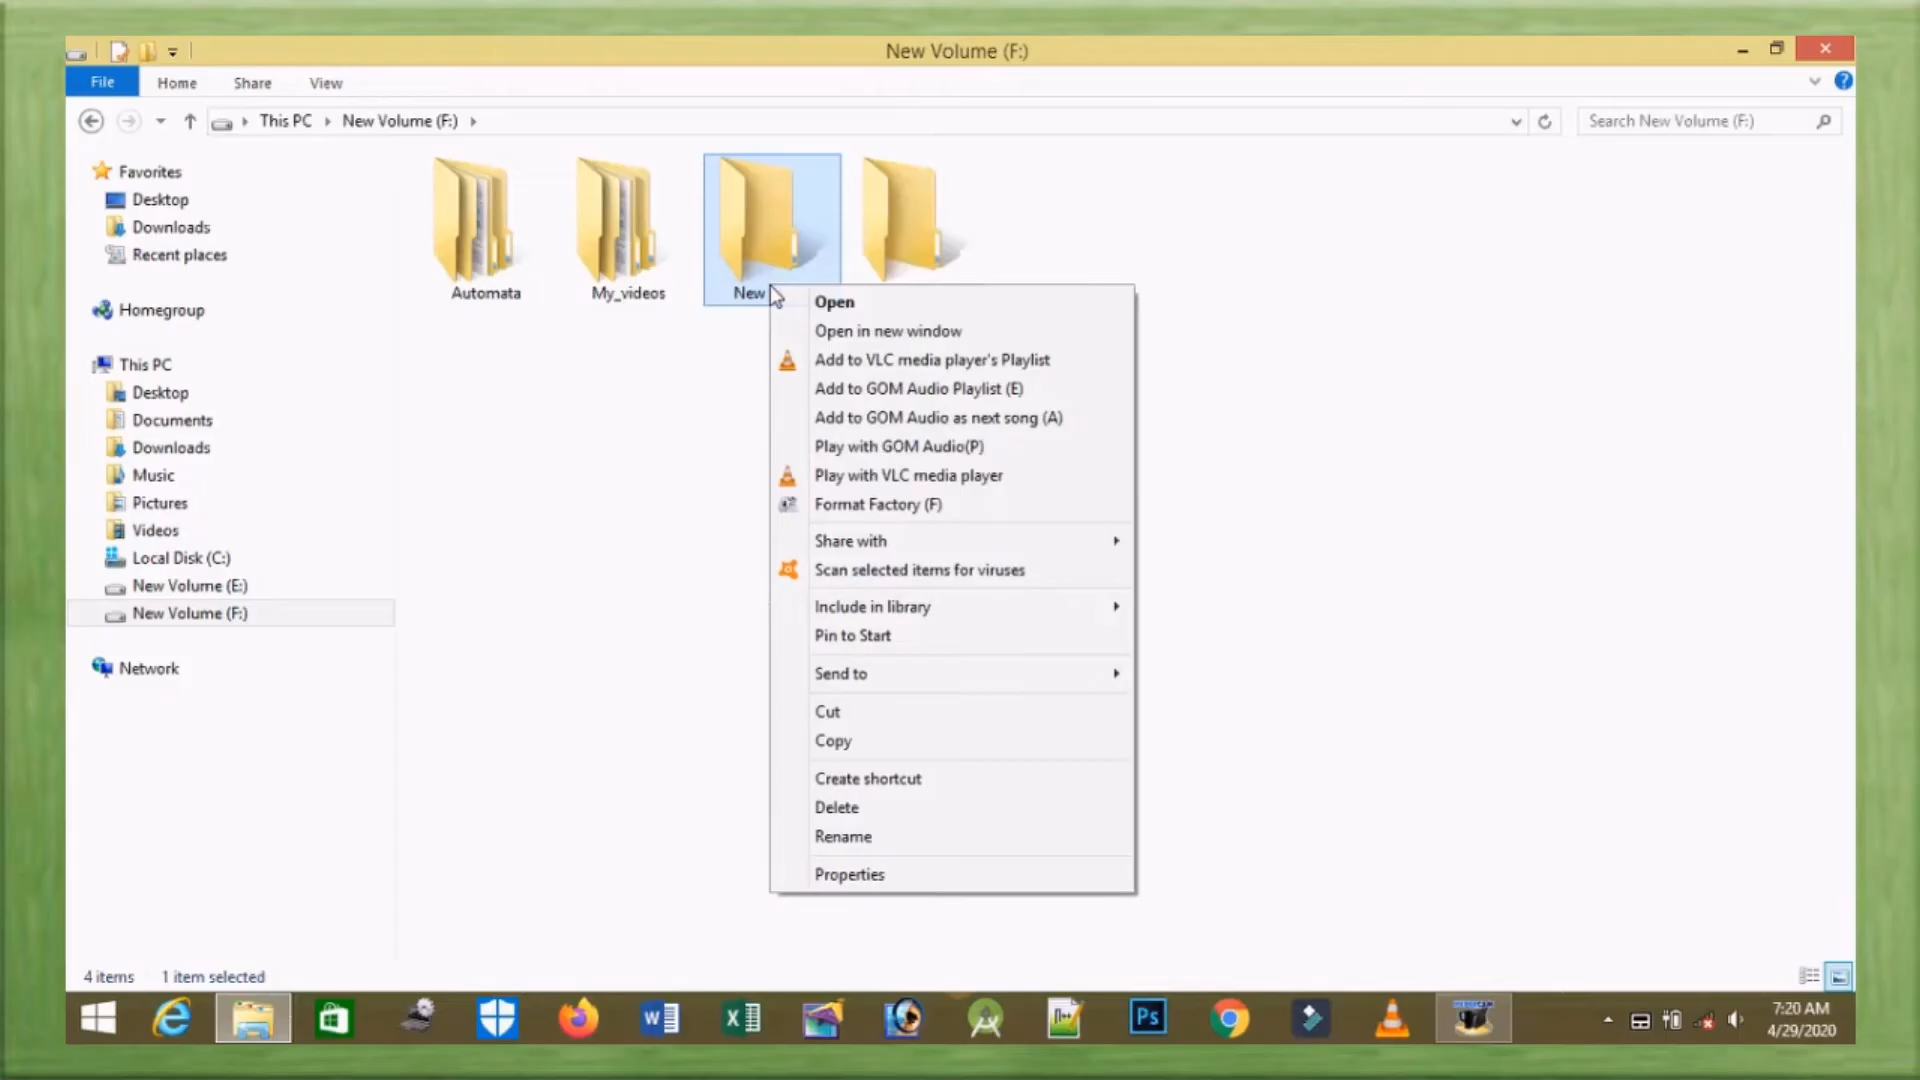 New Volume (F:)
File
Home
Share
View
This PC
New Volume (F:)
Search New Volume (F:)
Favorites
Desktop
Downloads
Recent places
Homegroup
This PC
Desktop
Documents
Downloads
Music
Pictures
Videos
Local Disk (C:)
New Volume (E:)
New Volume (F:)
Network
Automata
My_videos
New
Open
Open in new window
Add to VLC media player's Playlist
Add to GOM Audio Playlist (E)
Add to GOM Audio as next song (A)
Play with GOM Audio(P)
Play with VLC media player
Format Factory (F)
Share with
Scan selected items for viruses
Include in library
Pin to Start
Send to
Cut
Copy
Create shortcut
Delete
Rename
Properties
4 items
1 item selected
Ps
7:20 AM
4/29/2020